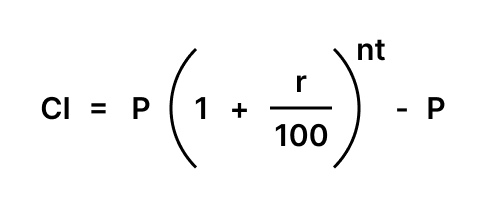 CI = P (1 + r/100)^nt - P